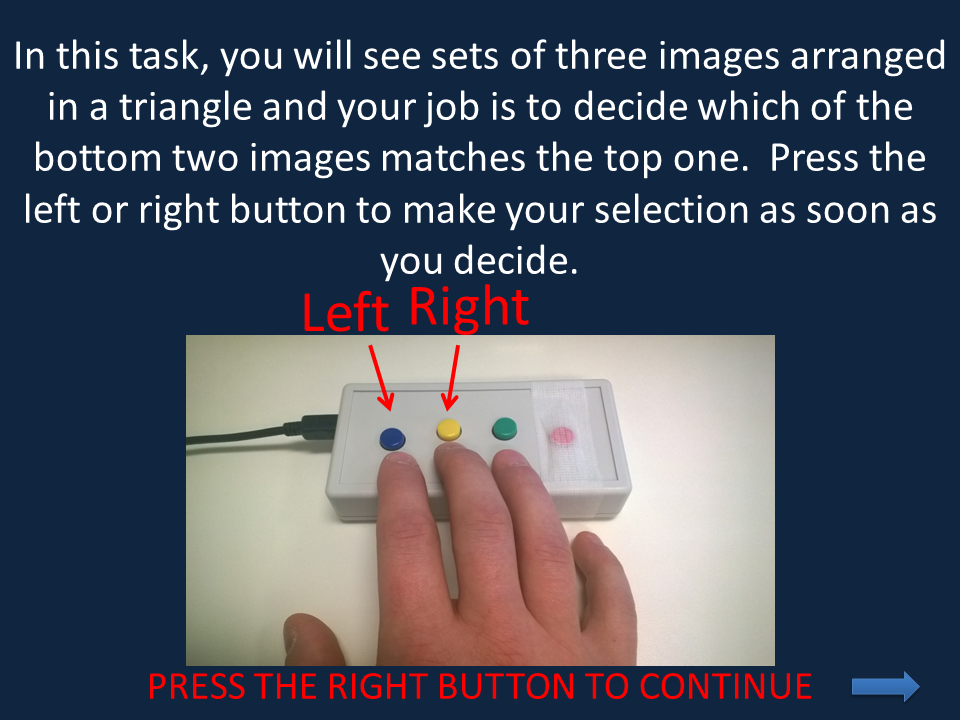 In this task, you will see sets of three images arranged
in a triangle and your job is to decide which of the
bottom two images matches the top one.  Press the
left or right button to make your selection as soon as
you decide.
Left Right
PRESS THE RIGHT BUTTON TO CONTINUE